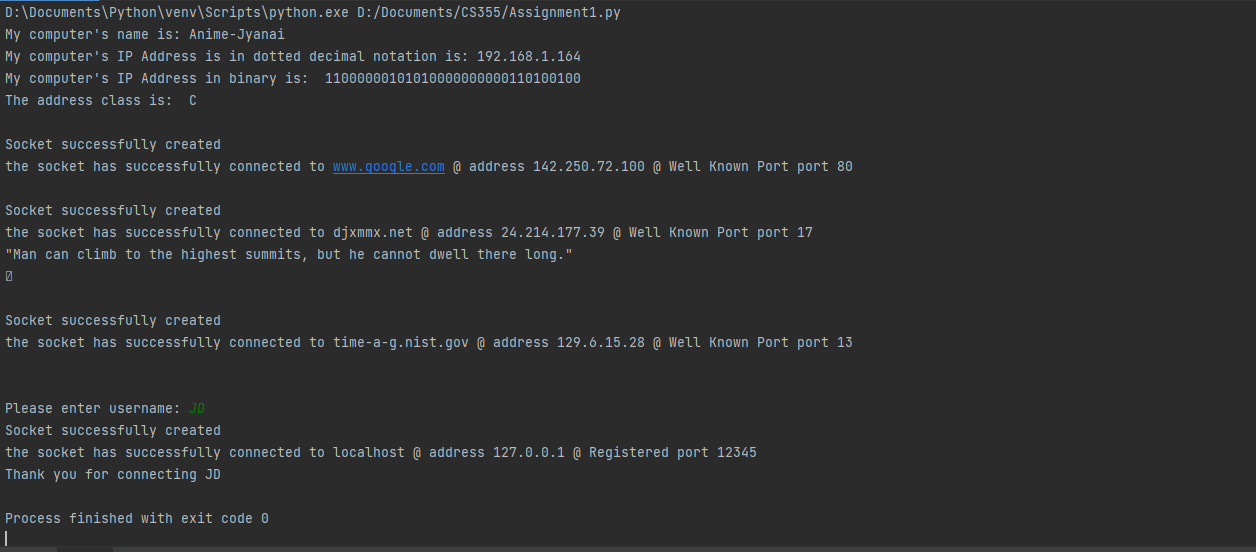 D:\Documents\Python\venv\Scripts\python.exe D:/Documents/CS355/Assignment1.py
My computer's name is: Anime-Jyanai
My computer's IP Address is in dotted decimal notation is: 192.168.1.164
My computer's IP Address in binary is:  11000000101010000000000110100100
The address class is:  C
Socket successfully created
the socket has successfully connected to www.google.com @ address 142.250.72.100 @ Well Known Port port 80
Socket successfully created
the socket has successfully connected to djxmmx.net @ address 24.214.177.39 @ Well Known Port port 17
"Man can climb to the highest summits, but he cannot dwell there long."
Socket successfully created
the socket has successfully connected to time-a-g.nist.gov @ address 129.6.15.28 @ Well Known Port port 13
Please enter username: JD
Socket successfully created
the socket has successfully connected to localhost @ address 127.0.0.1 @ Registered port 12345
Thank you for connecting JD
Process finished with exit code 0